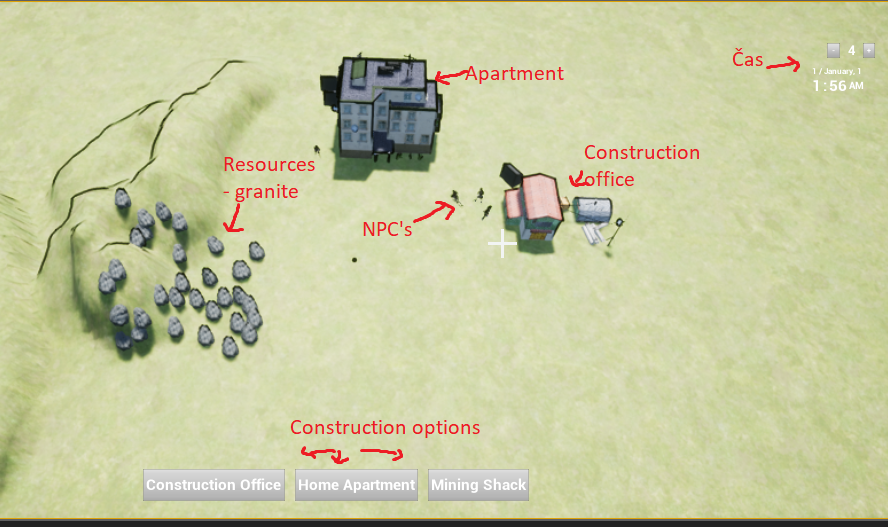 - 4 +
Čas
1 / January, 1
1:56 AM
Apartment
Construction
office
Resources
- granite
NPC's
Construction options
Construction Office
Home Apartment
Mining Shack